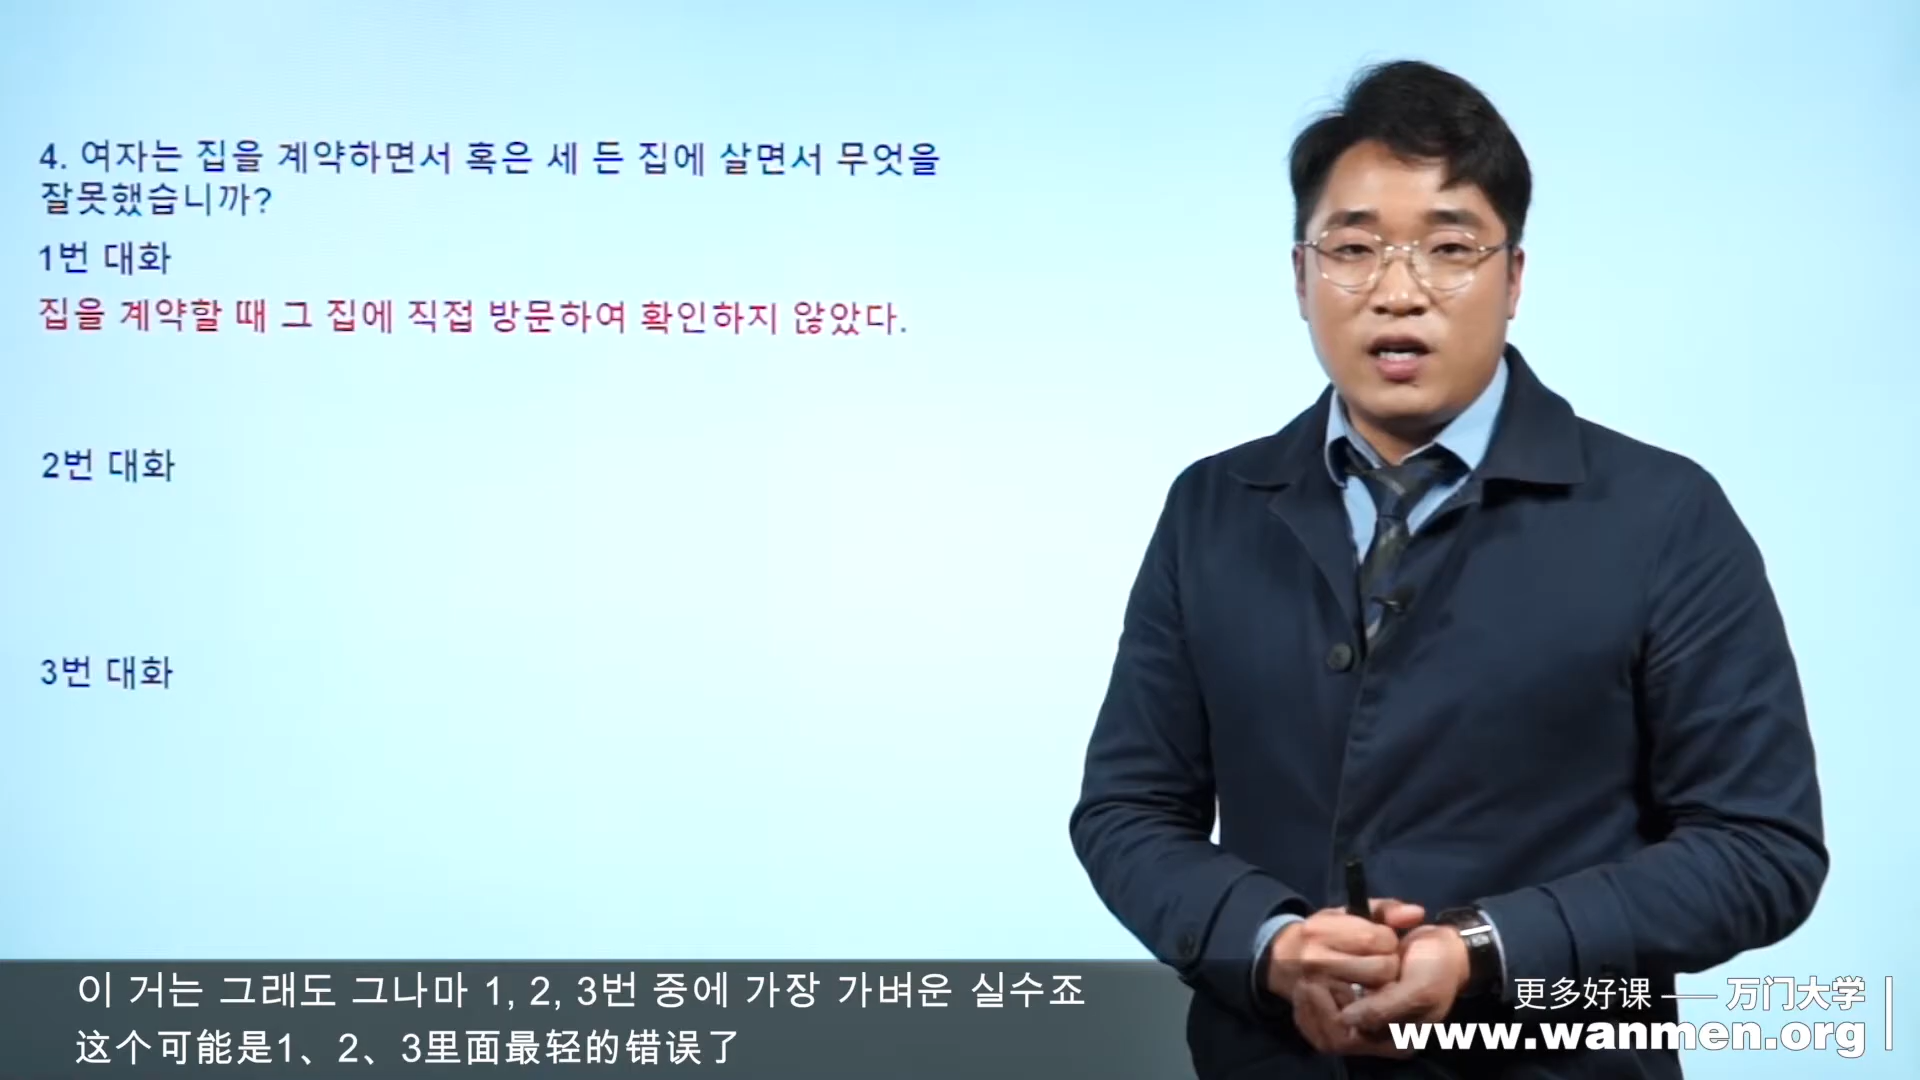 4. 여자는 집을 계약하면서 혹은 세 든 집에 살면서 무엇을
잘못했습니까?
1번 대화
집을 계약할 때 그 집에 직접 방문하여 확인하지 않았다.
2번 대화
3번 대화
이 거는 그래도 그나마 1, 2, 3번 중에 가장 가벼운 실수죠
这个可能是1、2、3里面最轻的错误了
更多好课 —— 万门大学
www.wanmen.org